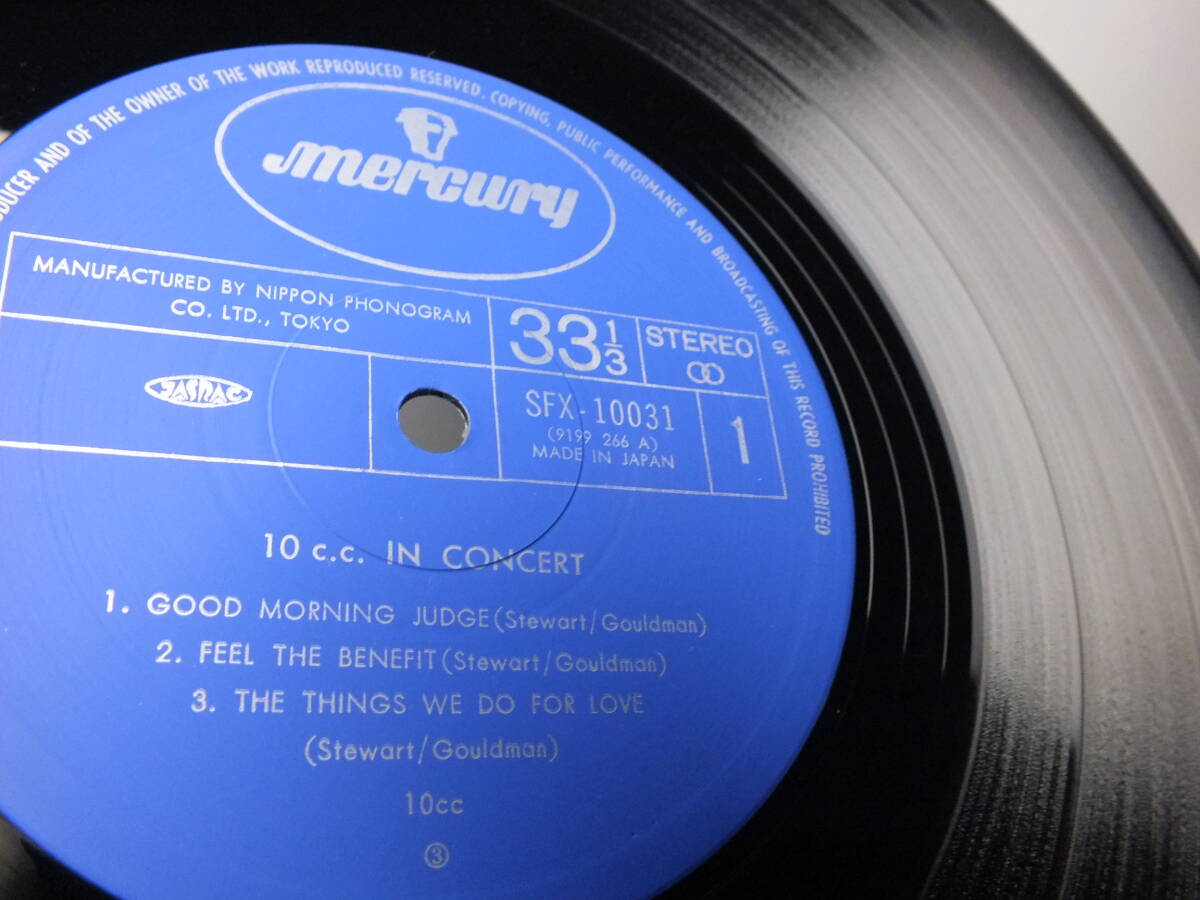 DUCER AND OF THE OWNER OF THE WORK REPRODUCED RESERVED. COPYING, PUBLIC PERFORMANCE AND BROADCASTING OF THIS RECORD PROHIBITED
mercury
MANUFACTURED BY NIPPON PHONOGRAM
CO. LTD., TOKYO
33 1/3
STEREO
JASRAC
SFX-10031
(9199 266 A)
MADE IN JAPAN
1
10 c.c. IN CONCERT
1. GOOD MORNING JUDGE (Stewart/Gouldman)
2. FEEL THE BENEFIT (Stewart/Gouldman)
3. THE THINGS WE DO FOR LOVE
(Stewart/Gouldman)
10cc
③